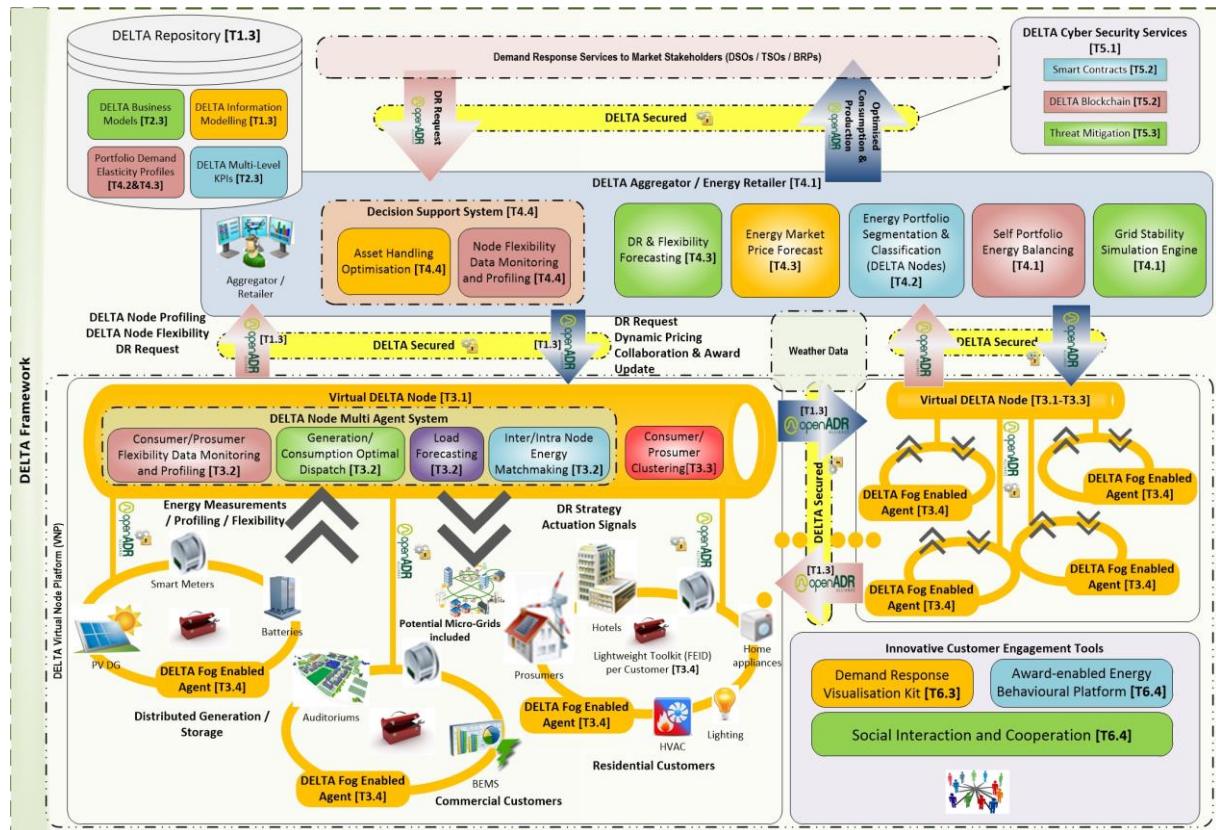 DELTA Framework
DELTA Repository [T1.3]
DELTA Business
Models [T2.3]
DELTA Information
Modelling [T1.3]
Portfolio Demand
Elasticity Profiles
[T4.2&T4.3]
DELTA Multi-Level
KPIs [T2.3]
Demand Response Services to Market Stakeholders (DSOs / TSOs / BRPs)
DR Request
openADR
DELTA Secured
Optimised
Consumption &
Production
openADR
DELTA Cyber Security Services
[T5.1]
Smart Contracts [T5.2]
DELTA Blockchain [T5.2]
Threat Mitigation [T5.3]
DELTA Aggregator / Energy Retailer [T4.1]
Aggregator /
Retailer
Decision Support System [T4.4]
Asset Handling
Optimisation [T4.4]
Node Flexibility
Data Monitoring
and Profiling [T4.4]
DR & Flexibility
Forecasting [T4.3]
Energy Market
Price Forecast
[T4.3]
Energy Portfolio
Segmentation &
Classification
(DELTA Nodes)
[T4.2]
Self Portfolio
Energy Balancing
[T4.1]
Grid Stability
Simulation Engine
[T4.1]
DELTA Node Profiling
DELTA Node Flexibility
DR Request
openADR
[T1.3]
DELTA Secured
[T1.3]
openADR
DR Request
Dynamic Pricing
Collaboration & Award
Update
Weather Data
openADR
DELTA Secured
openADR
DELTA Virtual Node Platform (VNP)
Virtual DELTA Node [T3.1]
DELTA Node Multi Agent System
Consumer/Prosumer
Flexibility Data Monitoring
and Profiling [T3.2]
Generation/
Consumption Optimal
Dispatch [T3.2]
Load
Forecasting
[T3.2]
Inter/Intra Node
Energy
Matchmaking [T3.2]
Consumer/
Prosumer
Clustering[T3.3]
[T1.3]
openADR
ALLIANCE
DELTA Secured
[T1.3]
openADR
ALLIANCE
Virtual DELTA Node [T3.1-T3.3]
openADR
DELTA Fog Enabled
Agent [T3.4]
DELTA Fog Enabled
Agent [T3.4]
DELTA Fog Enabled
Agent [T3.4]
DELTA Fog Enabled
Agent [T3.4]
openADR
Energy Measurements
/ Profiling / Flexibility
openADR
DR Strategy
Actuation Signals
openADR
Smart Meters
PV DG
Batteries
DELTA Fog Enabled
Agent [T3.4]
Distributed Generation /
Storage
Potential Micro-Grids
included
Auditoriums
BEMS
DELTA Fog Enabled
Agent [T3.4]
Commercial Customers
Hotels
Prosumers
Lightweight Toolkit (FEID)
per Customer [T3.4]
Home
appliances
DELTA Fog Enabled
Agent [T3.4]
HVAC
Lighting
Residential Customers
Innovative Customer Engagement Tools
Demand Response
Visualisation Kit [T6.3]
Award-enabled Energy
Behavioural Platform [T6.4]
Social Interaction and Cooperation [T6.4]